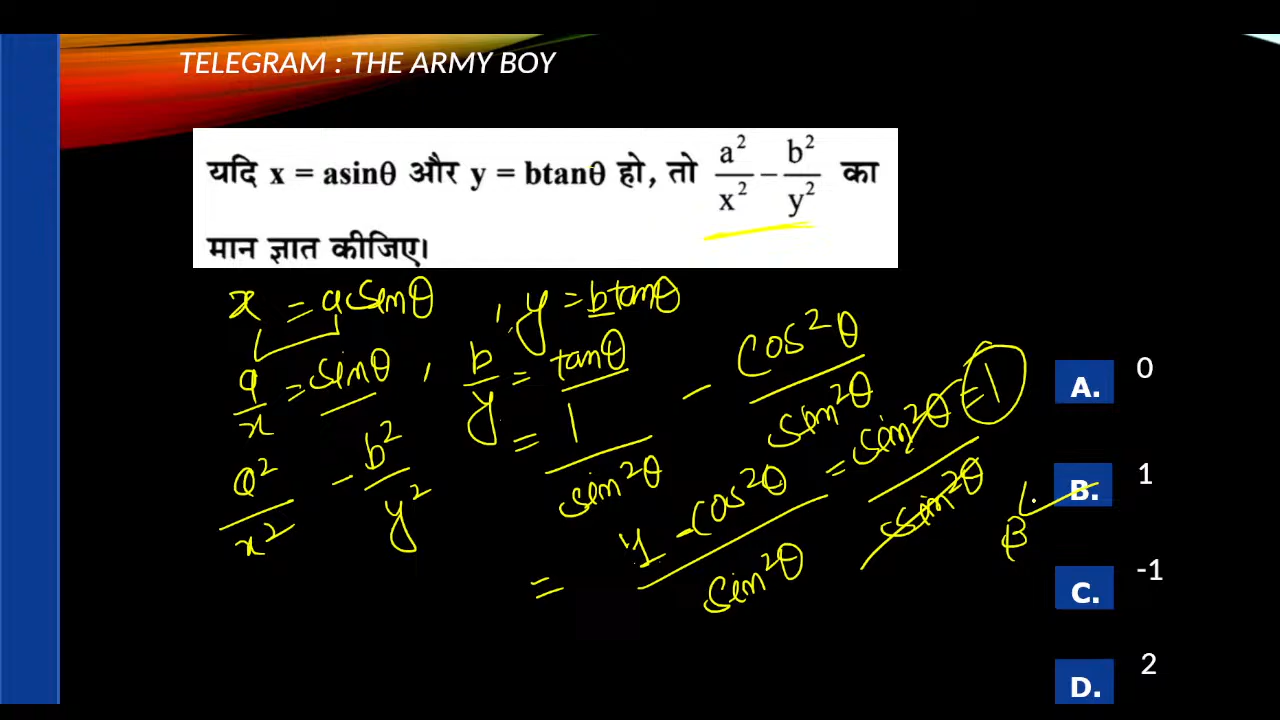 TELEGRAM : THE ARMY BOY
यदि x = asinθ और y = btanθ हो, तो a²/x² − b²/y² का
मान ज्ञात कीजिए।
x = a sinθ , y = btanθ
a/x = sinθ , b/y = tanθ
a²/x² − b²/y² = 1/sin²θ − cos²θ/sin²θ
= 1 - cos²θ/sin²θ = sin²θ/sin²θ = 1
B
A. 0
B. 1
C. -1
D. 2